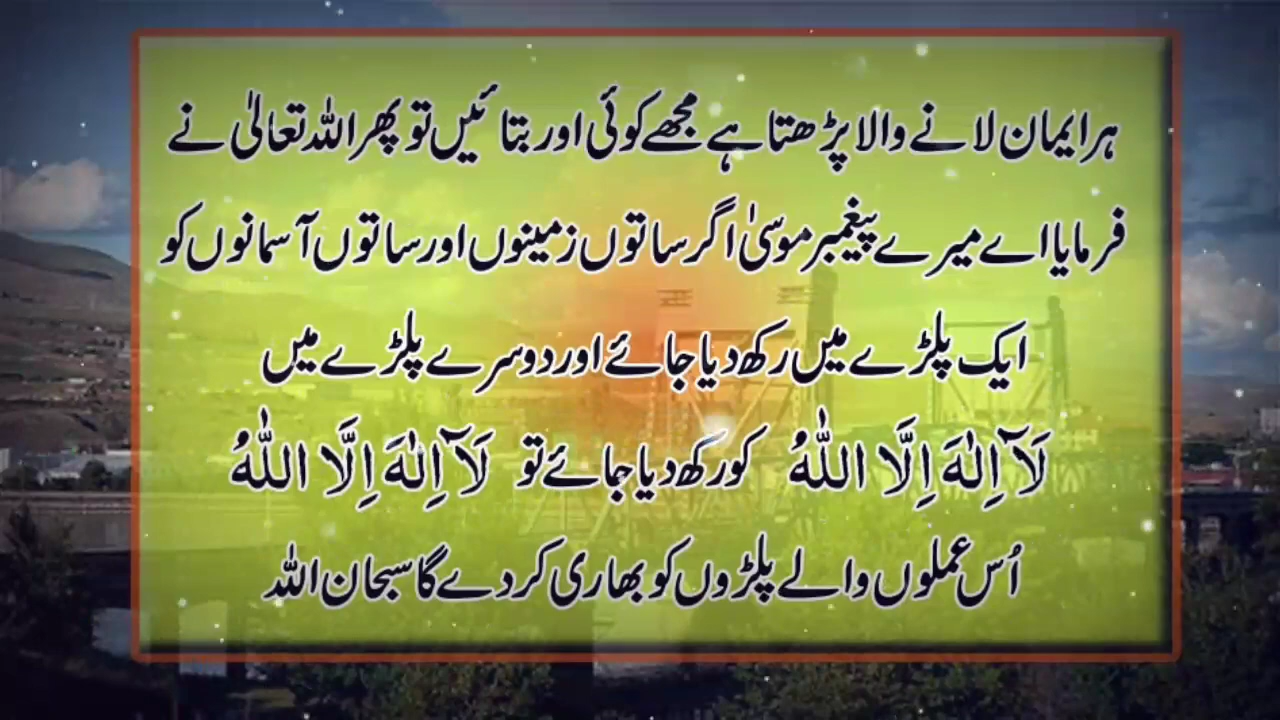 ہر ایمان لانے والا پڑھتا ہے مجھے کوئی اور بتائیں تو پھر اللہ تعالیٰ نے
فرمایا اے میرے پیغمبر موسیٰ اگر ساتوں زمینوں اور ساتوں آسمانوں کو
ایک پلڑے میں رکھ دیا جائے اور دوسرے پلڑے میں
لَآ اِلٰهَ اِلَّا اللّٰهُ کو رکھ دیا جائے تو لَآ اِلٰهَ اِلَّا اللّٰهُ
اُس عملوں والے پلڑوں کو بھاری کر دے گا سبحان اللہ